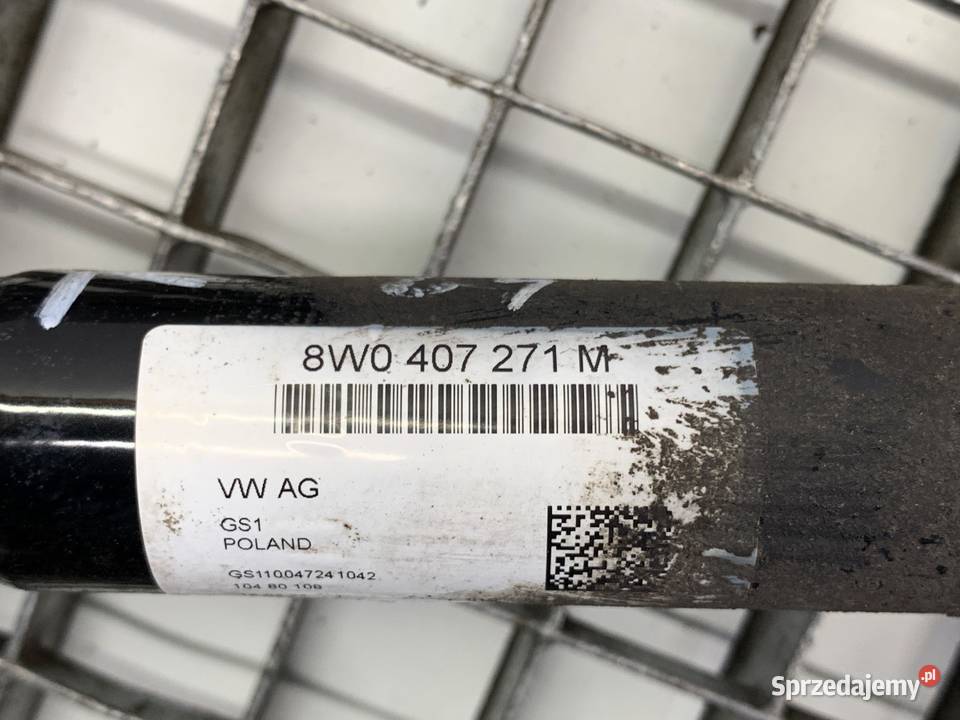 8W0 407 271 M
VW AG
GS1
POLAND
GS110047241042
104 80 108
Sprzedajemy.pl